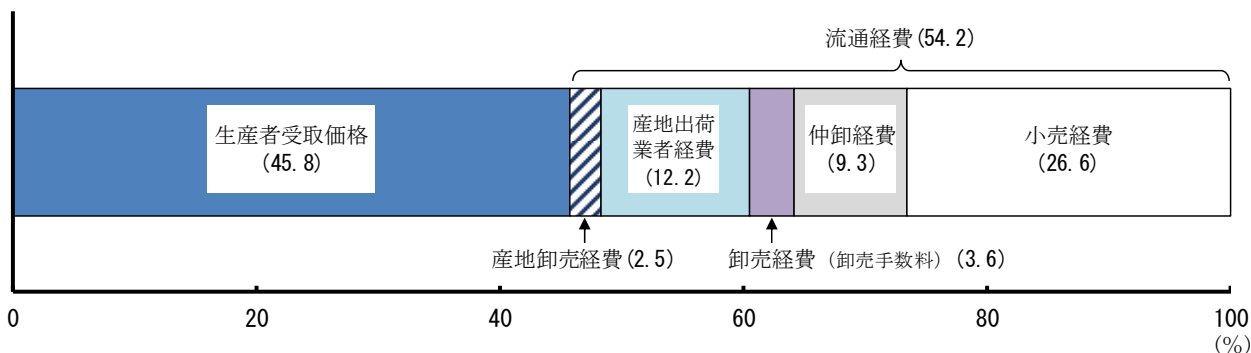 流通経費(54.2)
生産者受取価格
(45.8)
産地出荷
業者経費
(12.2)
仲卸経費
(9.3)
小売経費
(26.6)
産地卸売経費(2.5)
卸売経費（卸売手数料）(3.6)
0 20 40 60 80 100
(%)